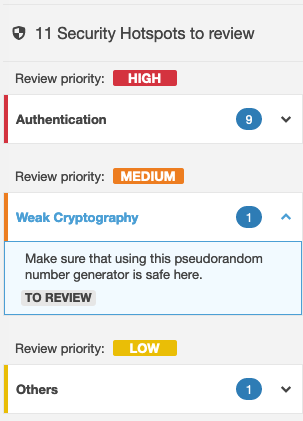 11 Security Hotspots to review
Review priority: HIGH
Authentication 9
Review priority: MEDIUM
Weak Cryptography 1
Make sure that using this pseudorandom
number generator is safe here.
TO REVIEW
Review priority: LOW
Others 1